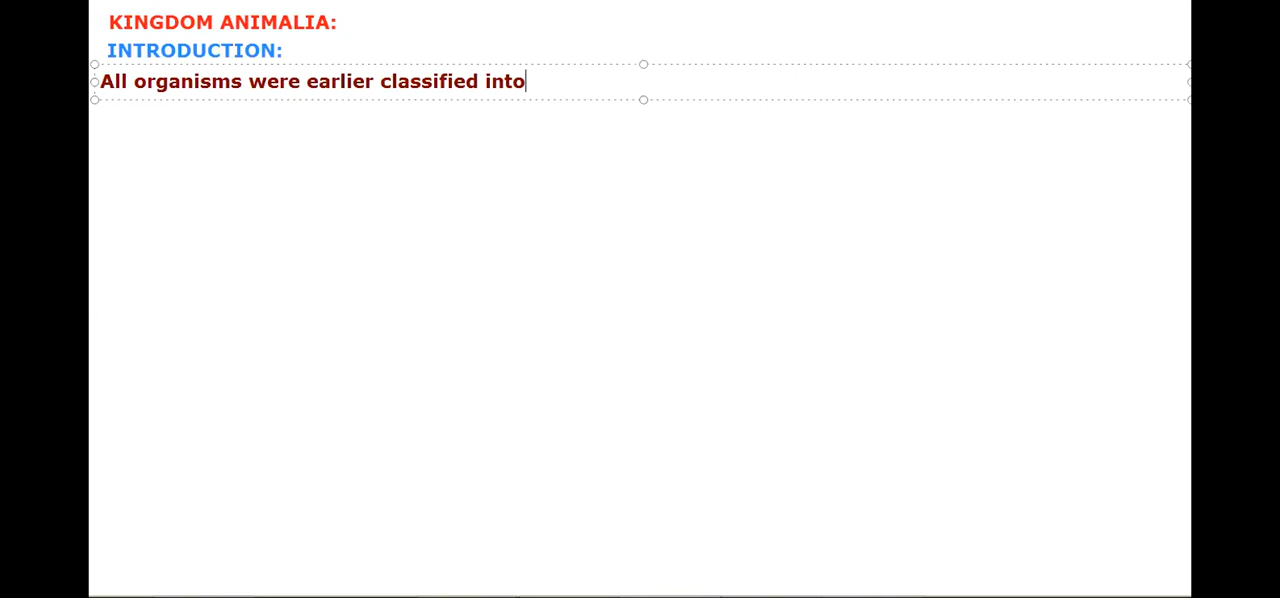 KINGDOM ANIMALIA:
INTRODUCTION:
All organisms were earlier classified into